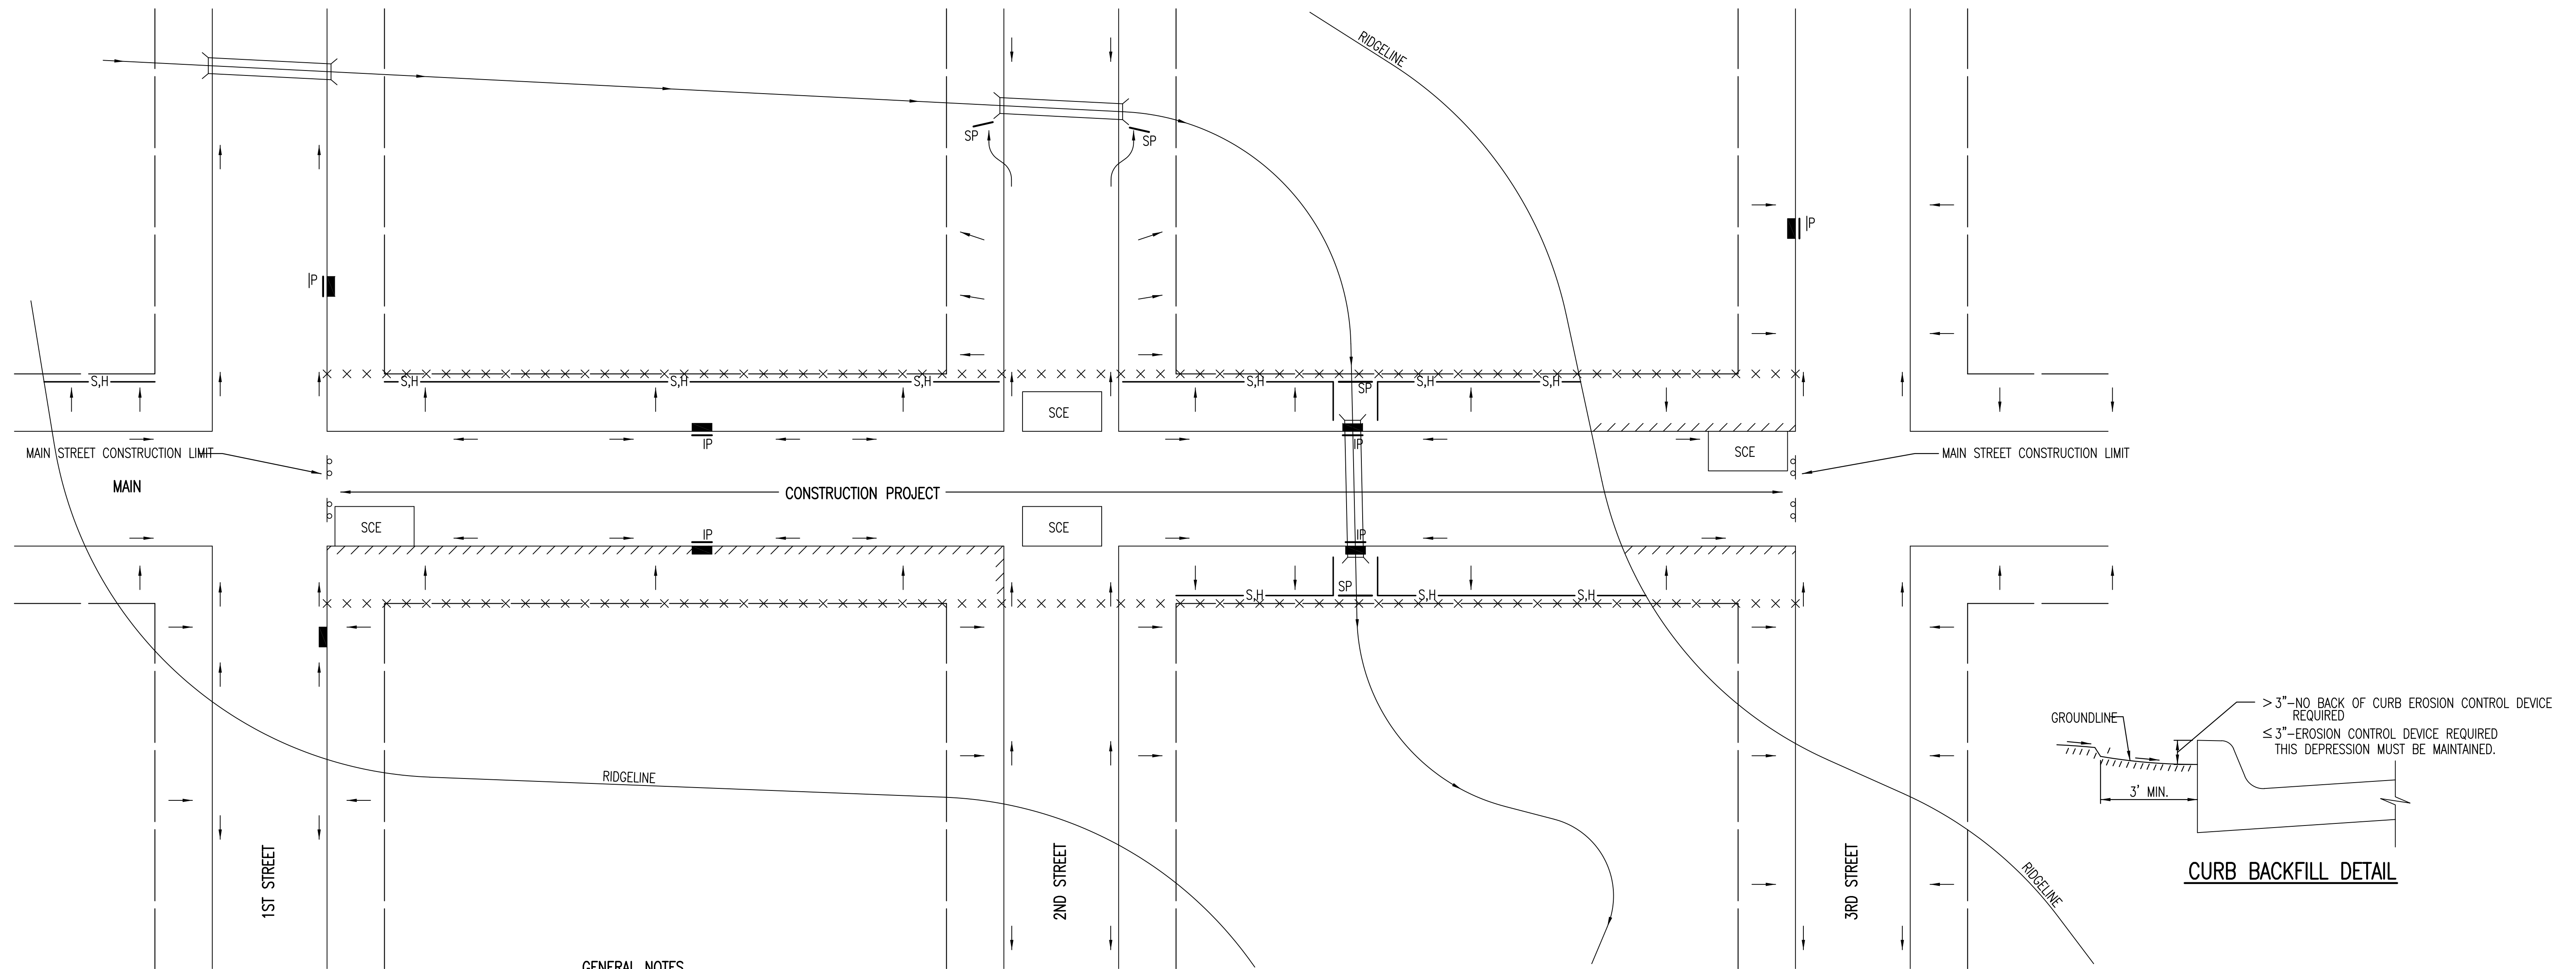 RIDGELINE
SP
SP
IP
IP
S,H
S,H
S,H
S,H
S,H
SP
S,H
S,H
SCE
IP
IP
SCE
MAIN STREET CONSTRUCTION LIMIT
MAIN STREET CONSTRUCTION LIMIT
MAIN
CONSTRUCTION PROJECT
SCE
SCE
IP
IP
S,H
SP
S,H
S,H
RIDGELINE
1ST STREET
2ND STREET
3RD STREET
RIDGELINE
GENERAL NOTES
GROUNDLINE
> 3"-NO BACK OF CURB EROSION CONTROL DEVICE
REQUIRED
≤ 3"-EROSION CONTROL DEVICE REQUIRED
THIS DEPRESSION MUST BE MAINTAINED.
3' MIN.
CURB BACKFILL DETAIL